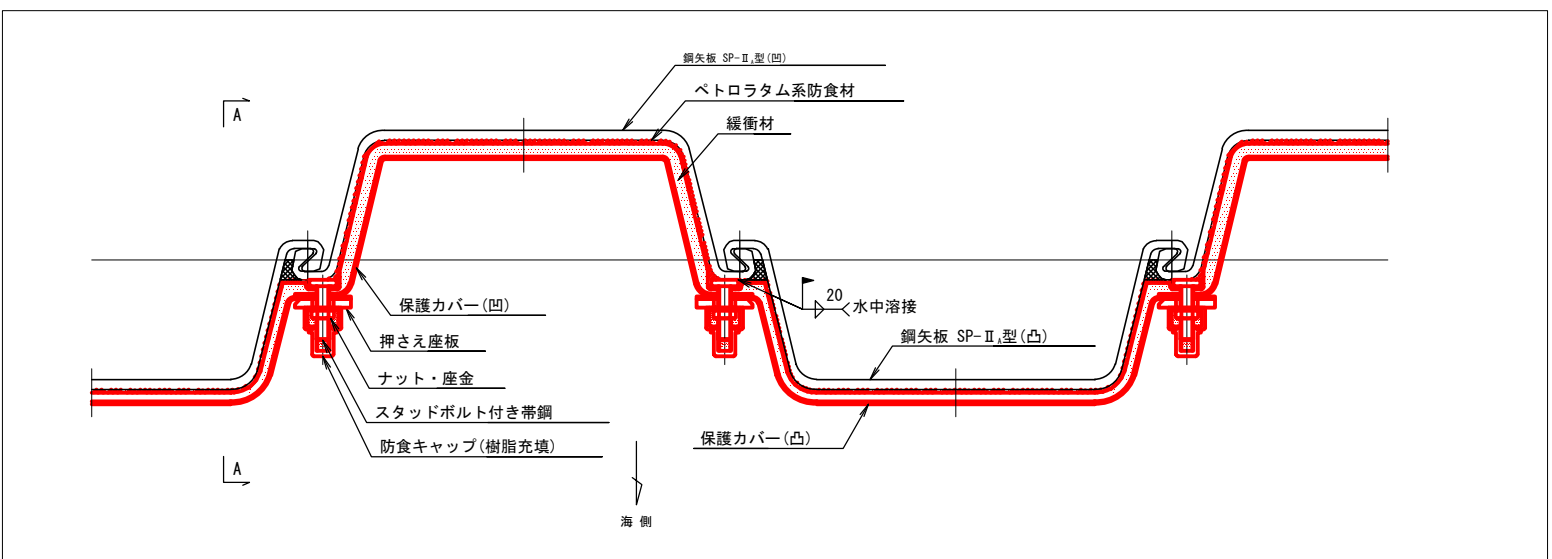 鋼矢板 SP-ⅡA型(凹)
ペトロラタム系防食材
A
緩衝材
20
水中溶接
保護カバー(凹)
鋼矢板 SP-ⅡA型(凸)
押さえ座板
ナット・座金
スタッドボルト付き帯鋼
保護カバー(凸)
防食キャップ(樹脂充填)
A
海 側